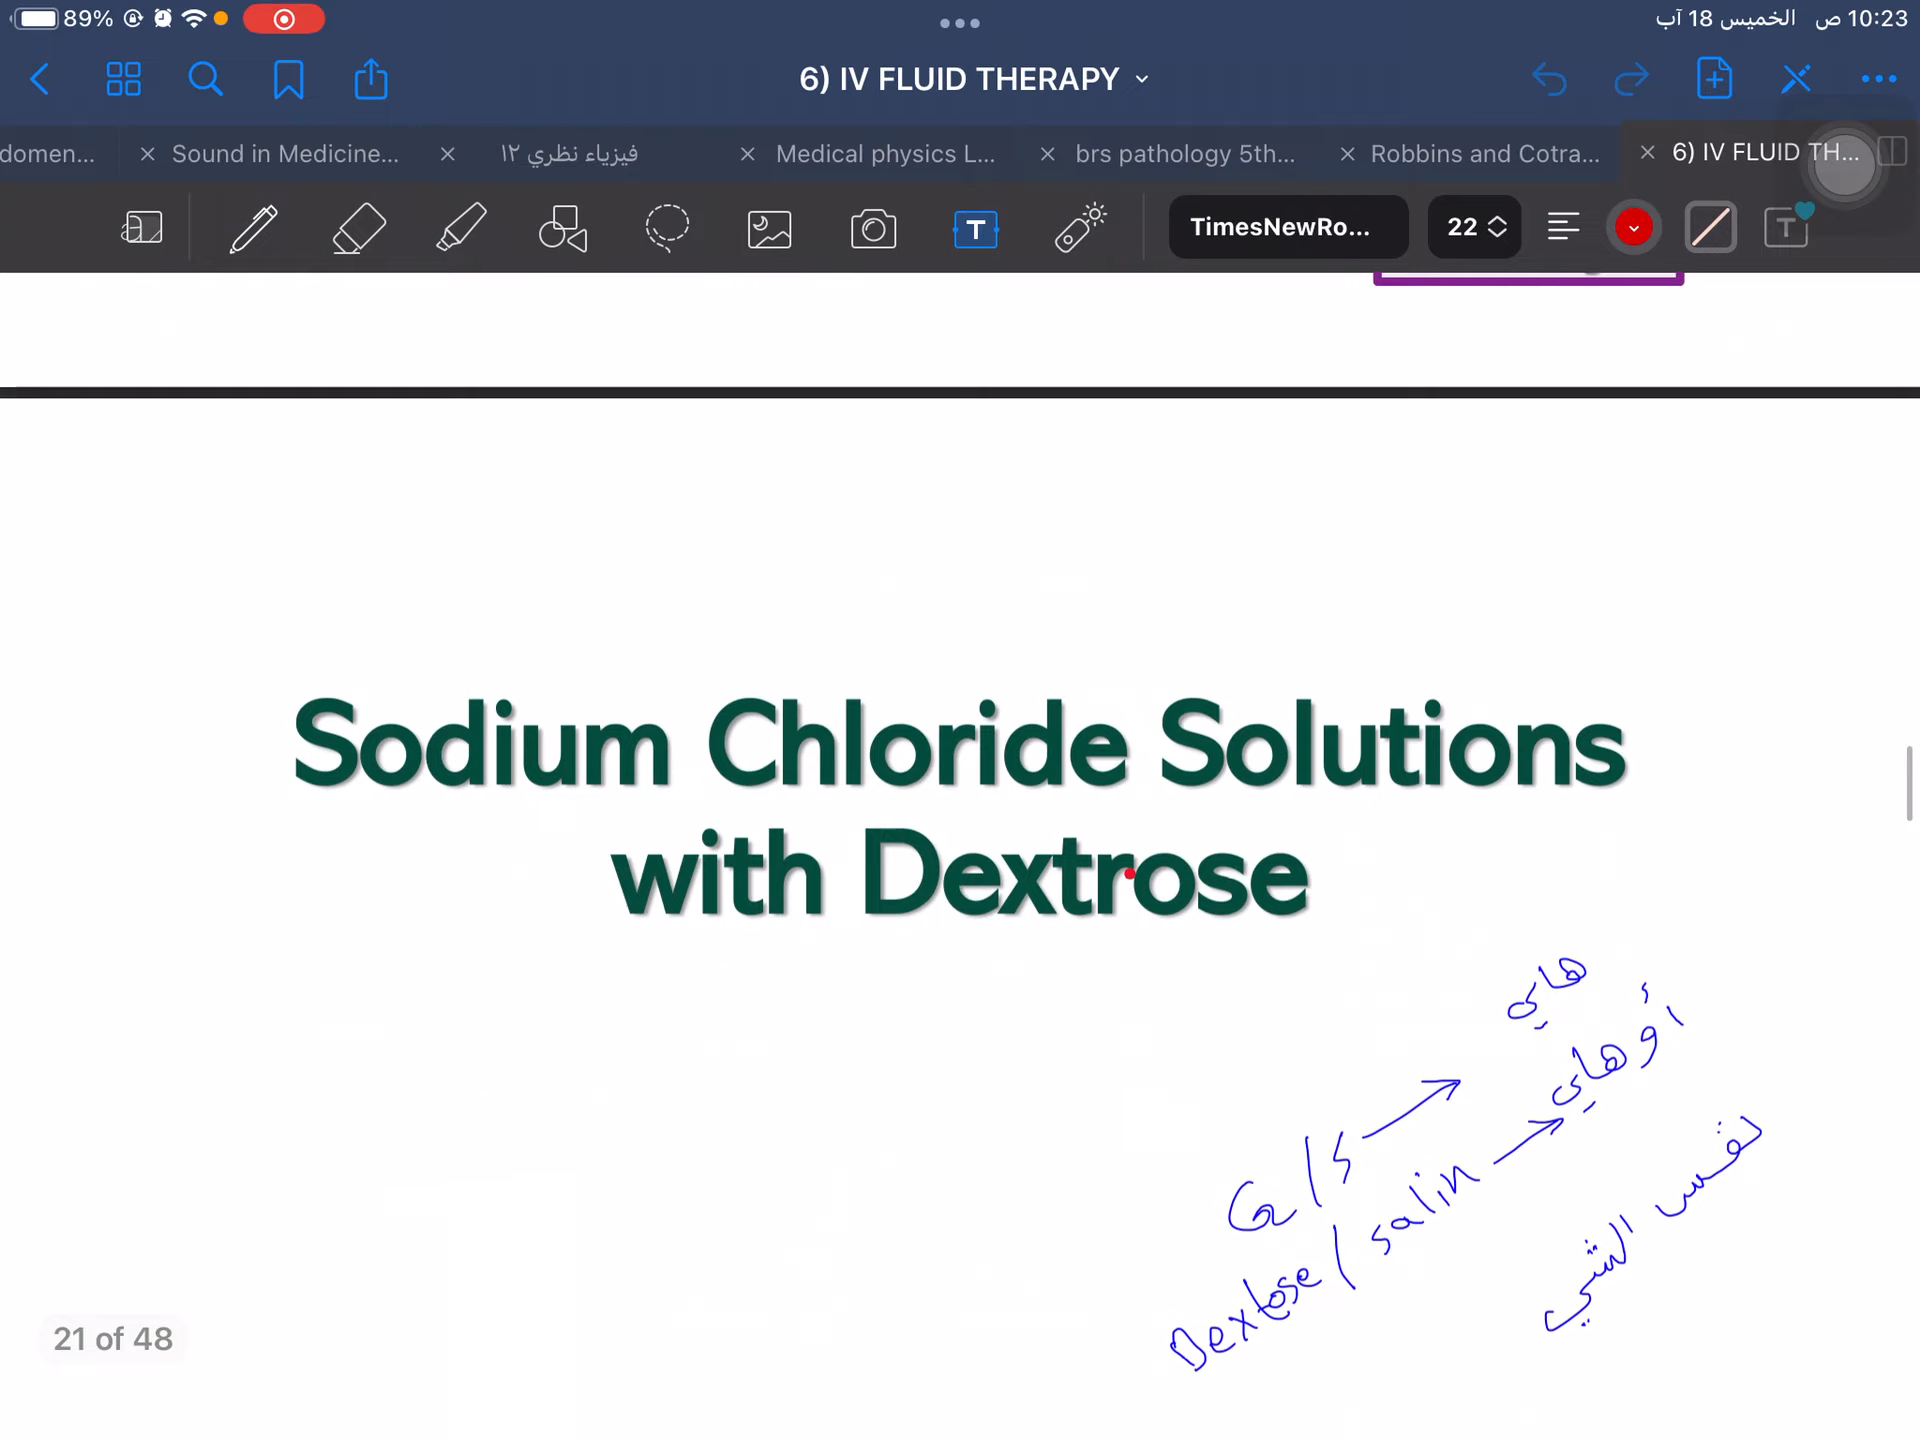 89%
10:23 ص الخميس 18 آب
6) IV FLUID THERAPY
domen...
Sound in Medicine...
فيزياء نظري ١٢
Medical physics L...
brs pathology 5th...
Robbins and Cotra...
6) IV FLUID TH...
T
TimesNewRo...
22
T
Sodium Chloride Solutions
with Dextrose
هاي
G/S
أو هاي
Dextose / salin
نفس الشي
21 of 48